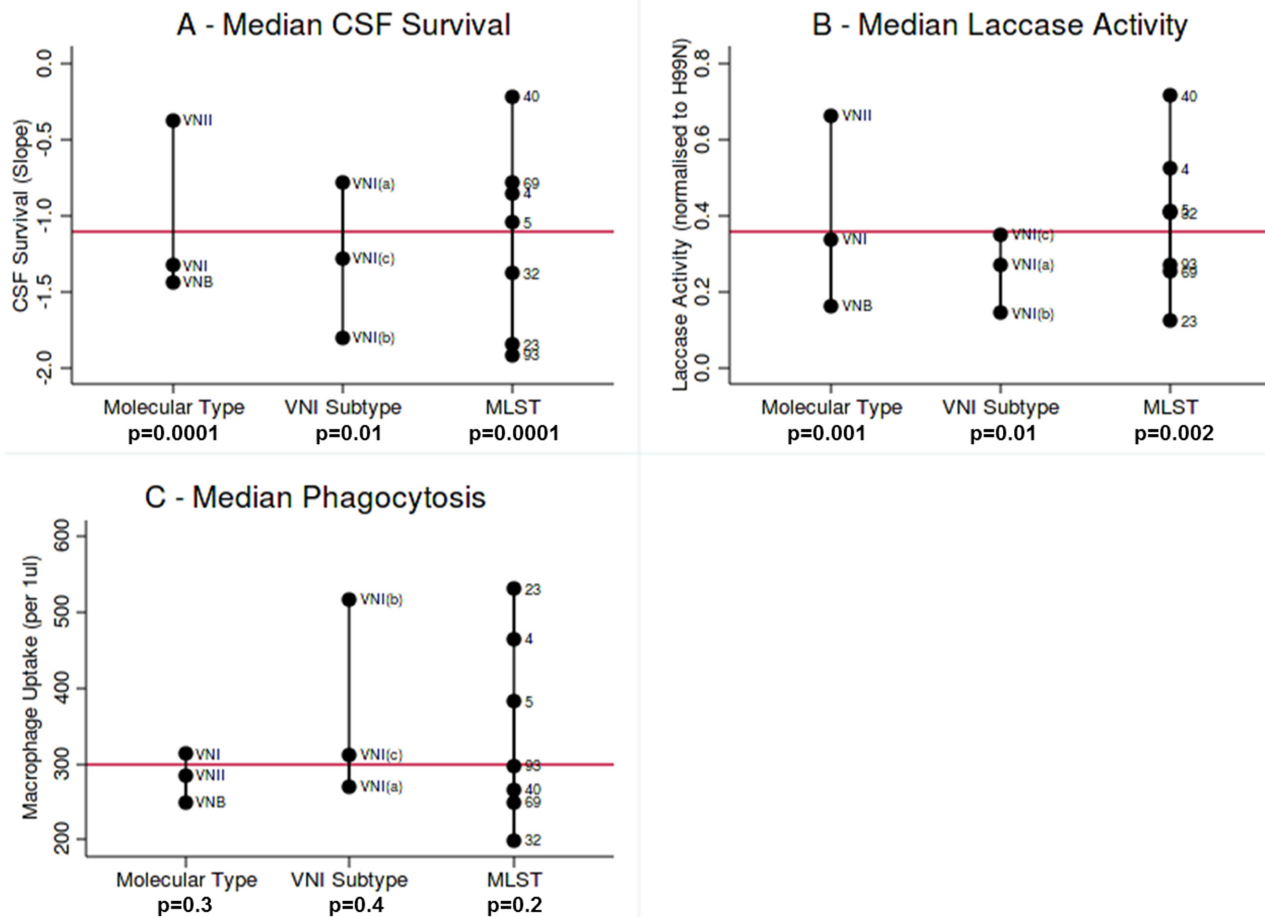 A - Median CSF Survival
CSF Survival (Slope)
0.0
-0.5
-1.0
-1.5
-2.0
VNII
VNI
VNB
VNI(a)
VNI(c)
VNI(b)
40
69
4
5
32
23
93
Molecular Type
VNI Subtype
MLST
p=0.0001
p=0.01
p=0.0001
B - Median Laccase Activity
Laccase Activity (normalised to H99N)
0.8
0.6
0.4
0.2
0.0
VNII
VNI
VNB
VNI(c)
VNI(a)
VNI(b)
40
4
5
32
93
69
23
Molecular Type
VNI Subtype
MLST
p=0.001
p=0.01
p=0.002
C - Median Phagocytosis
Macrophage Uptake (per 1ul)
600
500
400
300
200
VNI
VNII
VNB
VNI(b)
VNI(c)
VNI(a)
23
4
5
93
40
69
32
Molecular Type
VNI Subtype
MLST
p=0.3
p=0.4
p=0.2